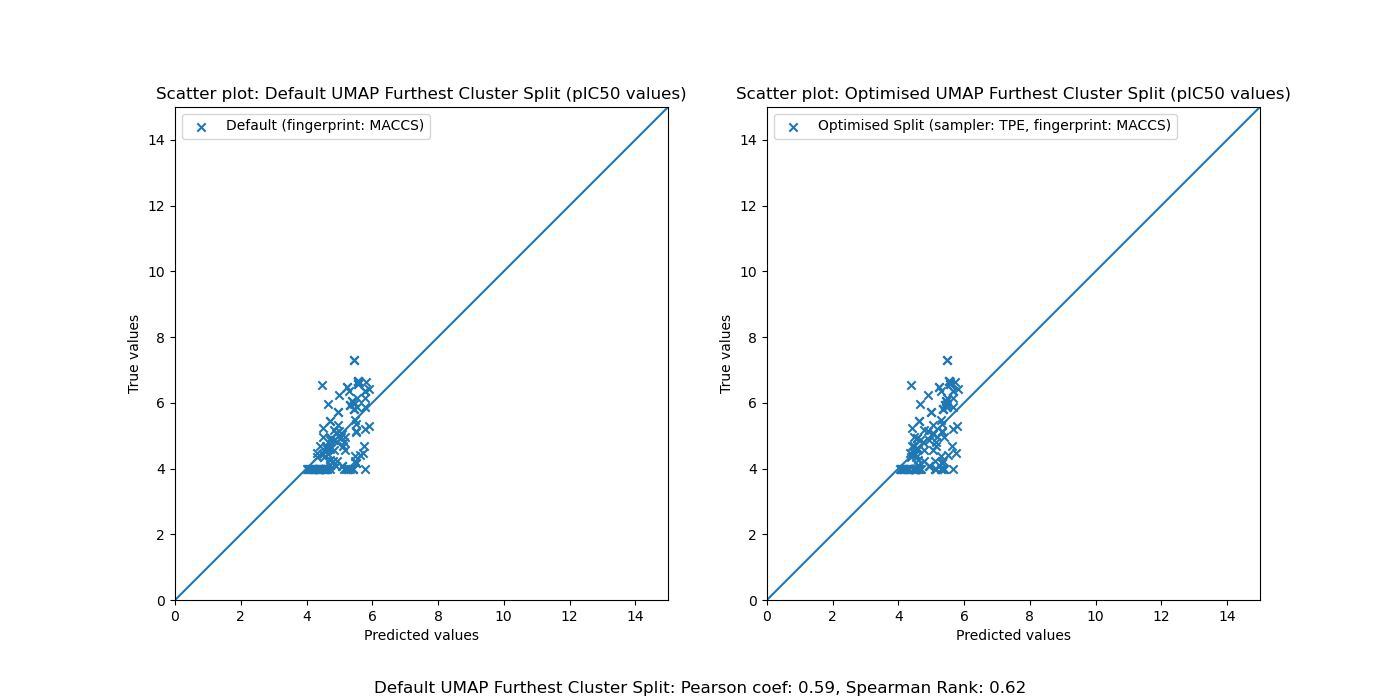 Scatter plot: Default UMAP Furthest Cluster Split (pIC50 values)
Default (fingerprint: MACCS)
14
12
10
8
6
4
2
0
True values
0 2 4 6 8 10 12 14
Predicted values
Scatter plot: Optimised UMAP Furthest Cluster Split (pIC50 values)
Optimised Split (sampler: TPE, fingerprint: MACCS)
14
12
10
8
6
4
2
0
True values
0 2 4 6 8 10 12 14
Predicted values
Default UMAP Furthest Cluster Split: Pearson coef: 0.59, Spearman Rank: 0.62